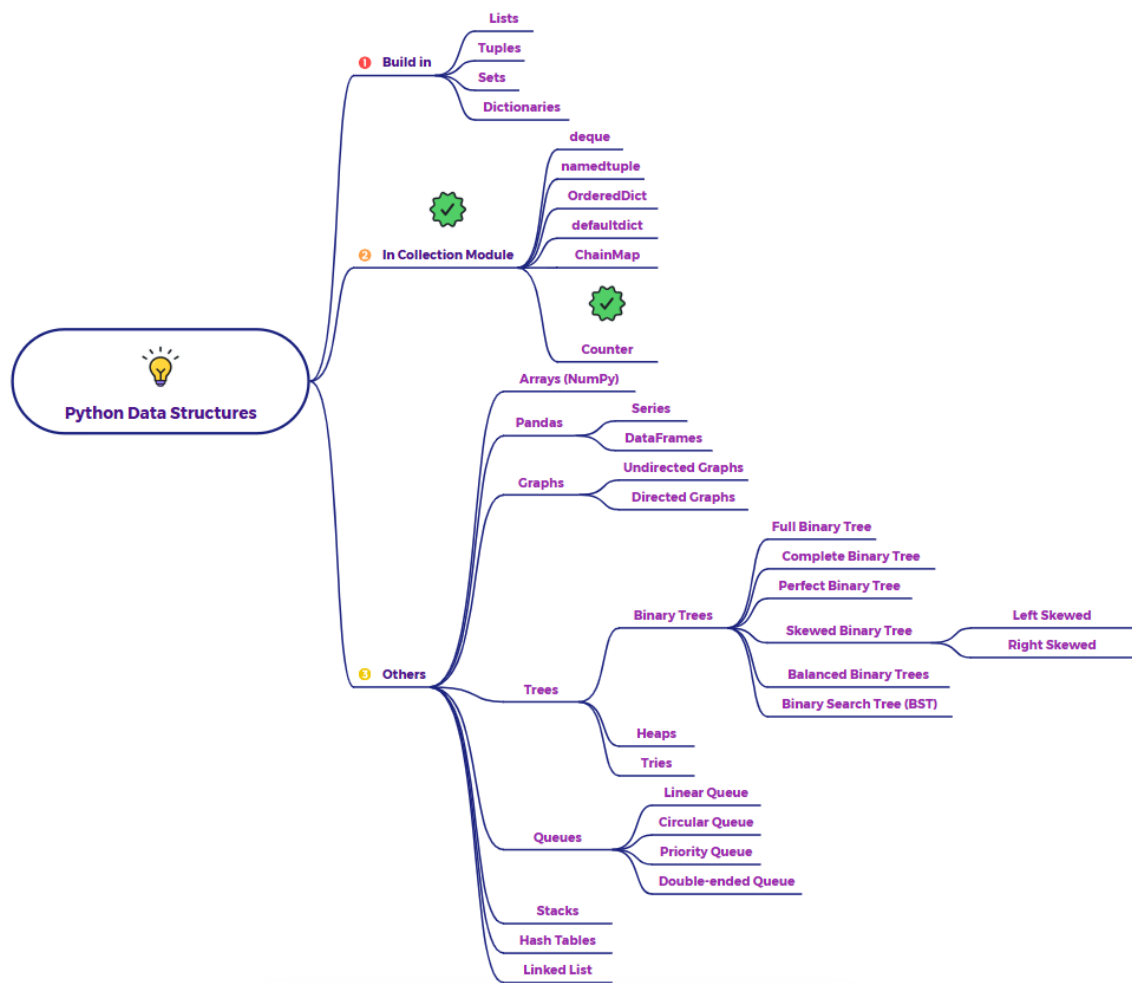 Python Data Structures
1 Build in
Lists
Tuples
Sets
Dictionaries
2 In Collection Module
deque
namedtuple
OrderedDict
defaultdict
ChainMap
Counter
3 Others
Arrays (NumPy)
Pandas
Series
DataFrames
Graphs
Undirected Graphs
Directed Graphs
Trees
Binary Trees
Full Binary Tree
Complete Binary Tree
Perfect Binary Tree
Skewed Binary Tree
Left Skewed
Right Skewed
Balanced Binary Trees
Binary Search Tree (BST)
Heaps
Tries
Queues
Linear Queue
Circular Queue
Priority Queue
Double-ended Queue
Stacks
Hash Tables
Linked List